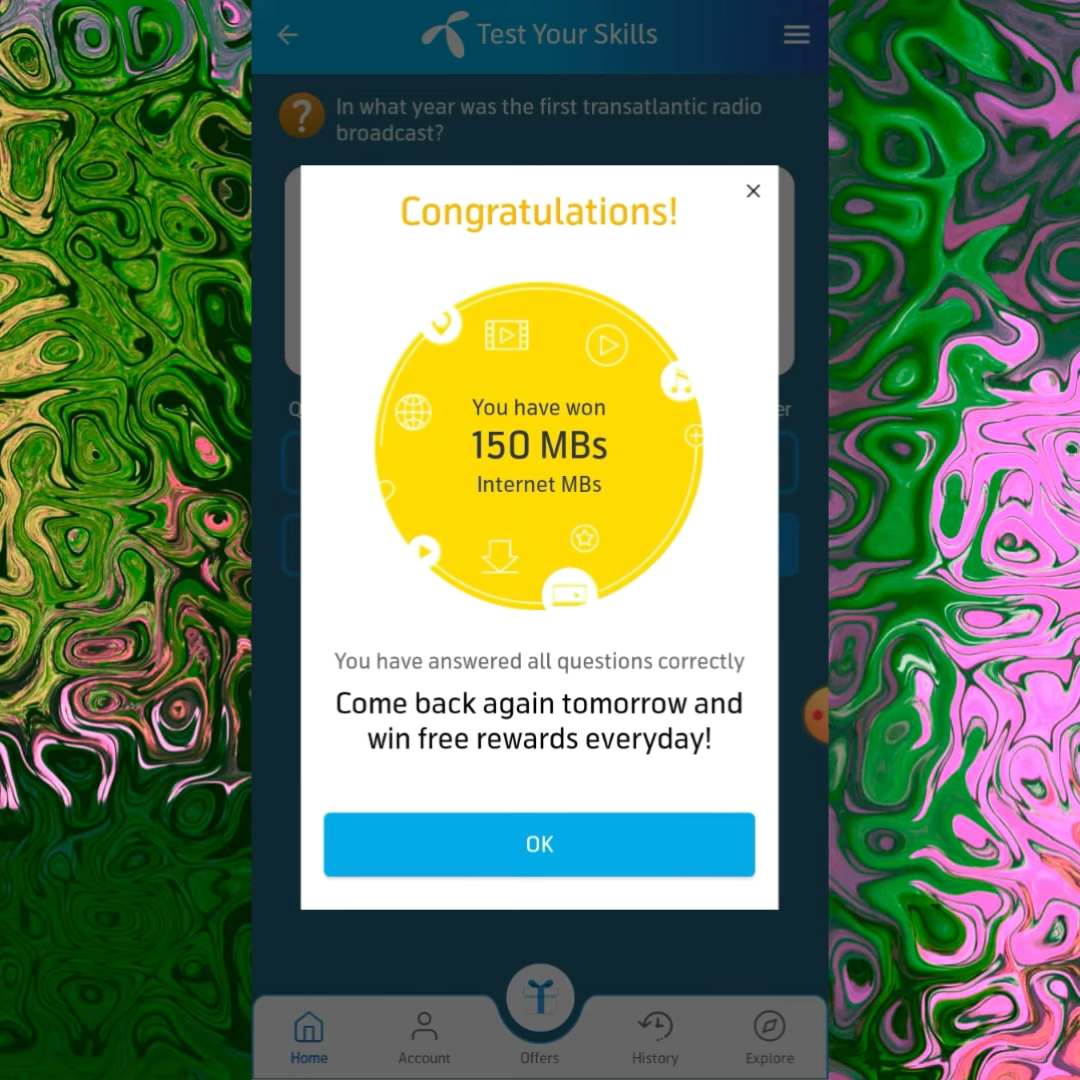 Test Your Skills
In what year was the first transatlantic radio
broadcast?
Congratulations!
You have won
150 MBs
Internet MBs
You have answered all questions correctly
Come back again tomorrow and
win free rewards everyday!
OK
Home
Account
Offers
History
Explore